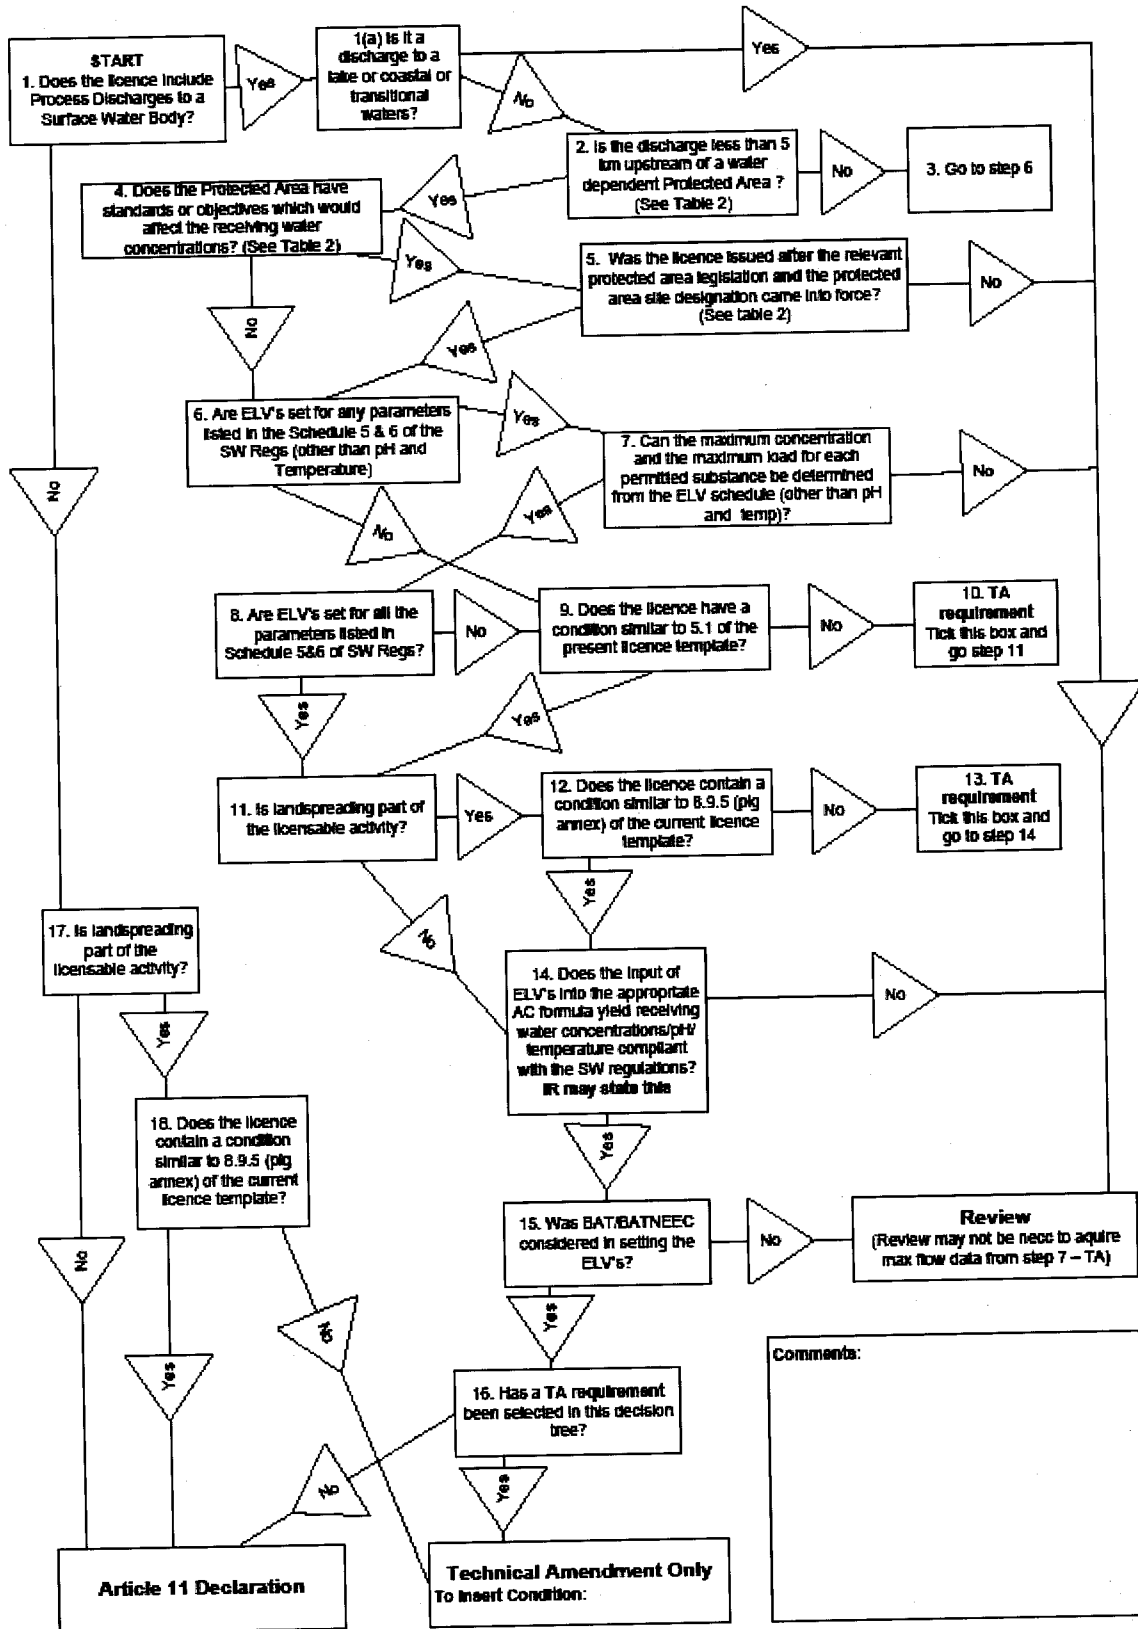 START
1. Does the licence include
Process Discharges to a
Surface Water Body?
Yes
1(a) Is it a
discharge to a
lake or coastal or
transitional
waters?
Yes
No
2. Is the discharge less than 5
km upstream of a water
dependent Protected Area ?
(See Table 2)
No
3. Go to step 6
Yes
4. Does the Protected Area have
standards or objectives which would
affect the receiving water
concentrations? (See Table 2)
Yes
5. Was the licence issued after the relevant
protected area legislation and the protected
area site designation came into force?
(See table 2)
No
No
Yes
6. Are ELV's set for any parameters
listed in the Schedule 5 & 6 of the
SW Regs (other than pH and
Temperature)
Yes
7. Can the maximum concentration
and the maximum load for each
permitted substance be determined
from the ELV schedule (other than pH
and temp)?
No
No
No
Yes
8. Are ELV's set for all the
parameters listed in
Schedule 5&6 of SW Regs?
No
9. Does the licence have a
condition similar to 5.1 of the
present licence template?
No
10. TA
requirement
Tick this box and
go step 11
Yes
Yes
11. Is landspreading part of
the licensable activity?
Yes
12. Does the licence contain a
condition similar to 8.9.5 (pig
annex) of the current licence
template?
No
13. TA
requirement
Tick this box and
go to step 14
Yes
No
17. Is landspreading
part of the
licensable activity?
14. Does the input of
ELV's into the appropriate
AC formula yield receiving
water concentrations/pH/
temperature compliant
with the SW regulations?
IR may state this
No
Yes
18. Does the licence
contain a condition
similar to 8.9.5 (pig
annex) of the current
licence template?
Yes
15. Was BAT/BATNEEC
considered in setting the
ELV's?
No
Review
(Review may not be necc to aquire
max flow data from step 7 – TA)
No
No
Yes
Yes
16. Has a TA requirement
been selected in this decision
tree?
Comments:
No
Yes
Article 11 Declaration
Technical Amendment Only
To Insert Condition: